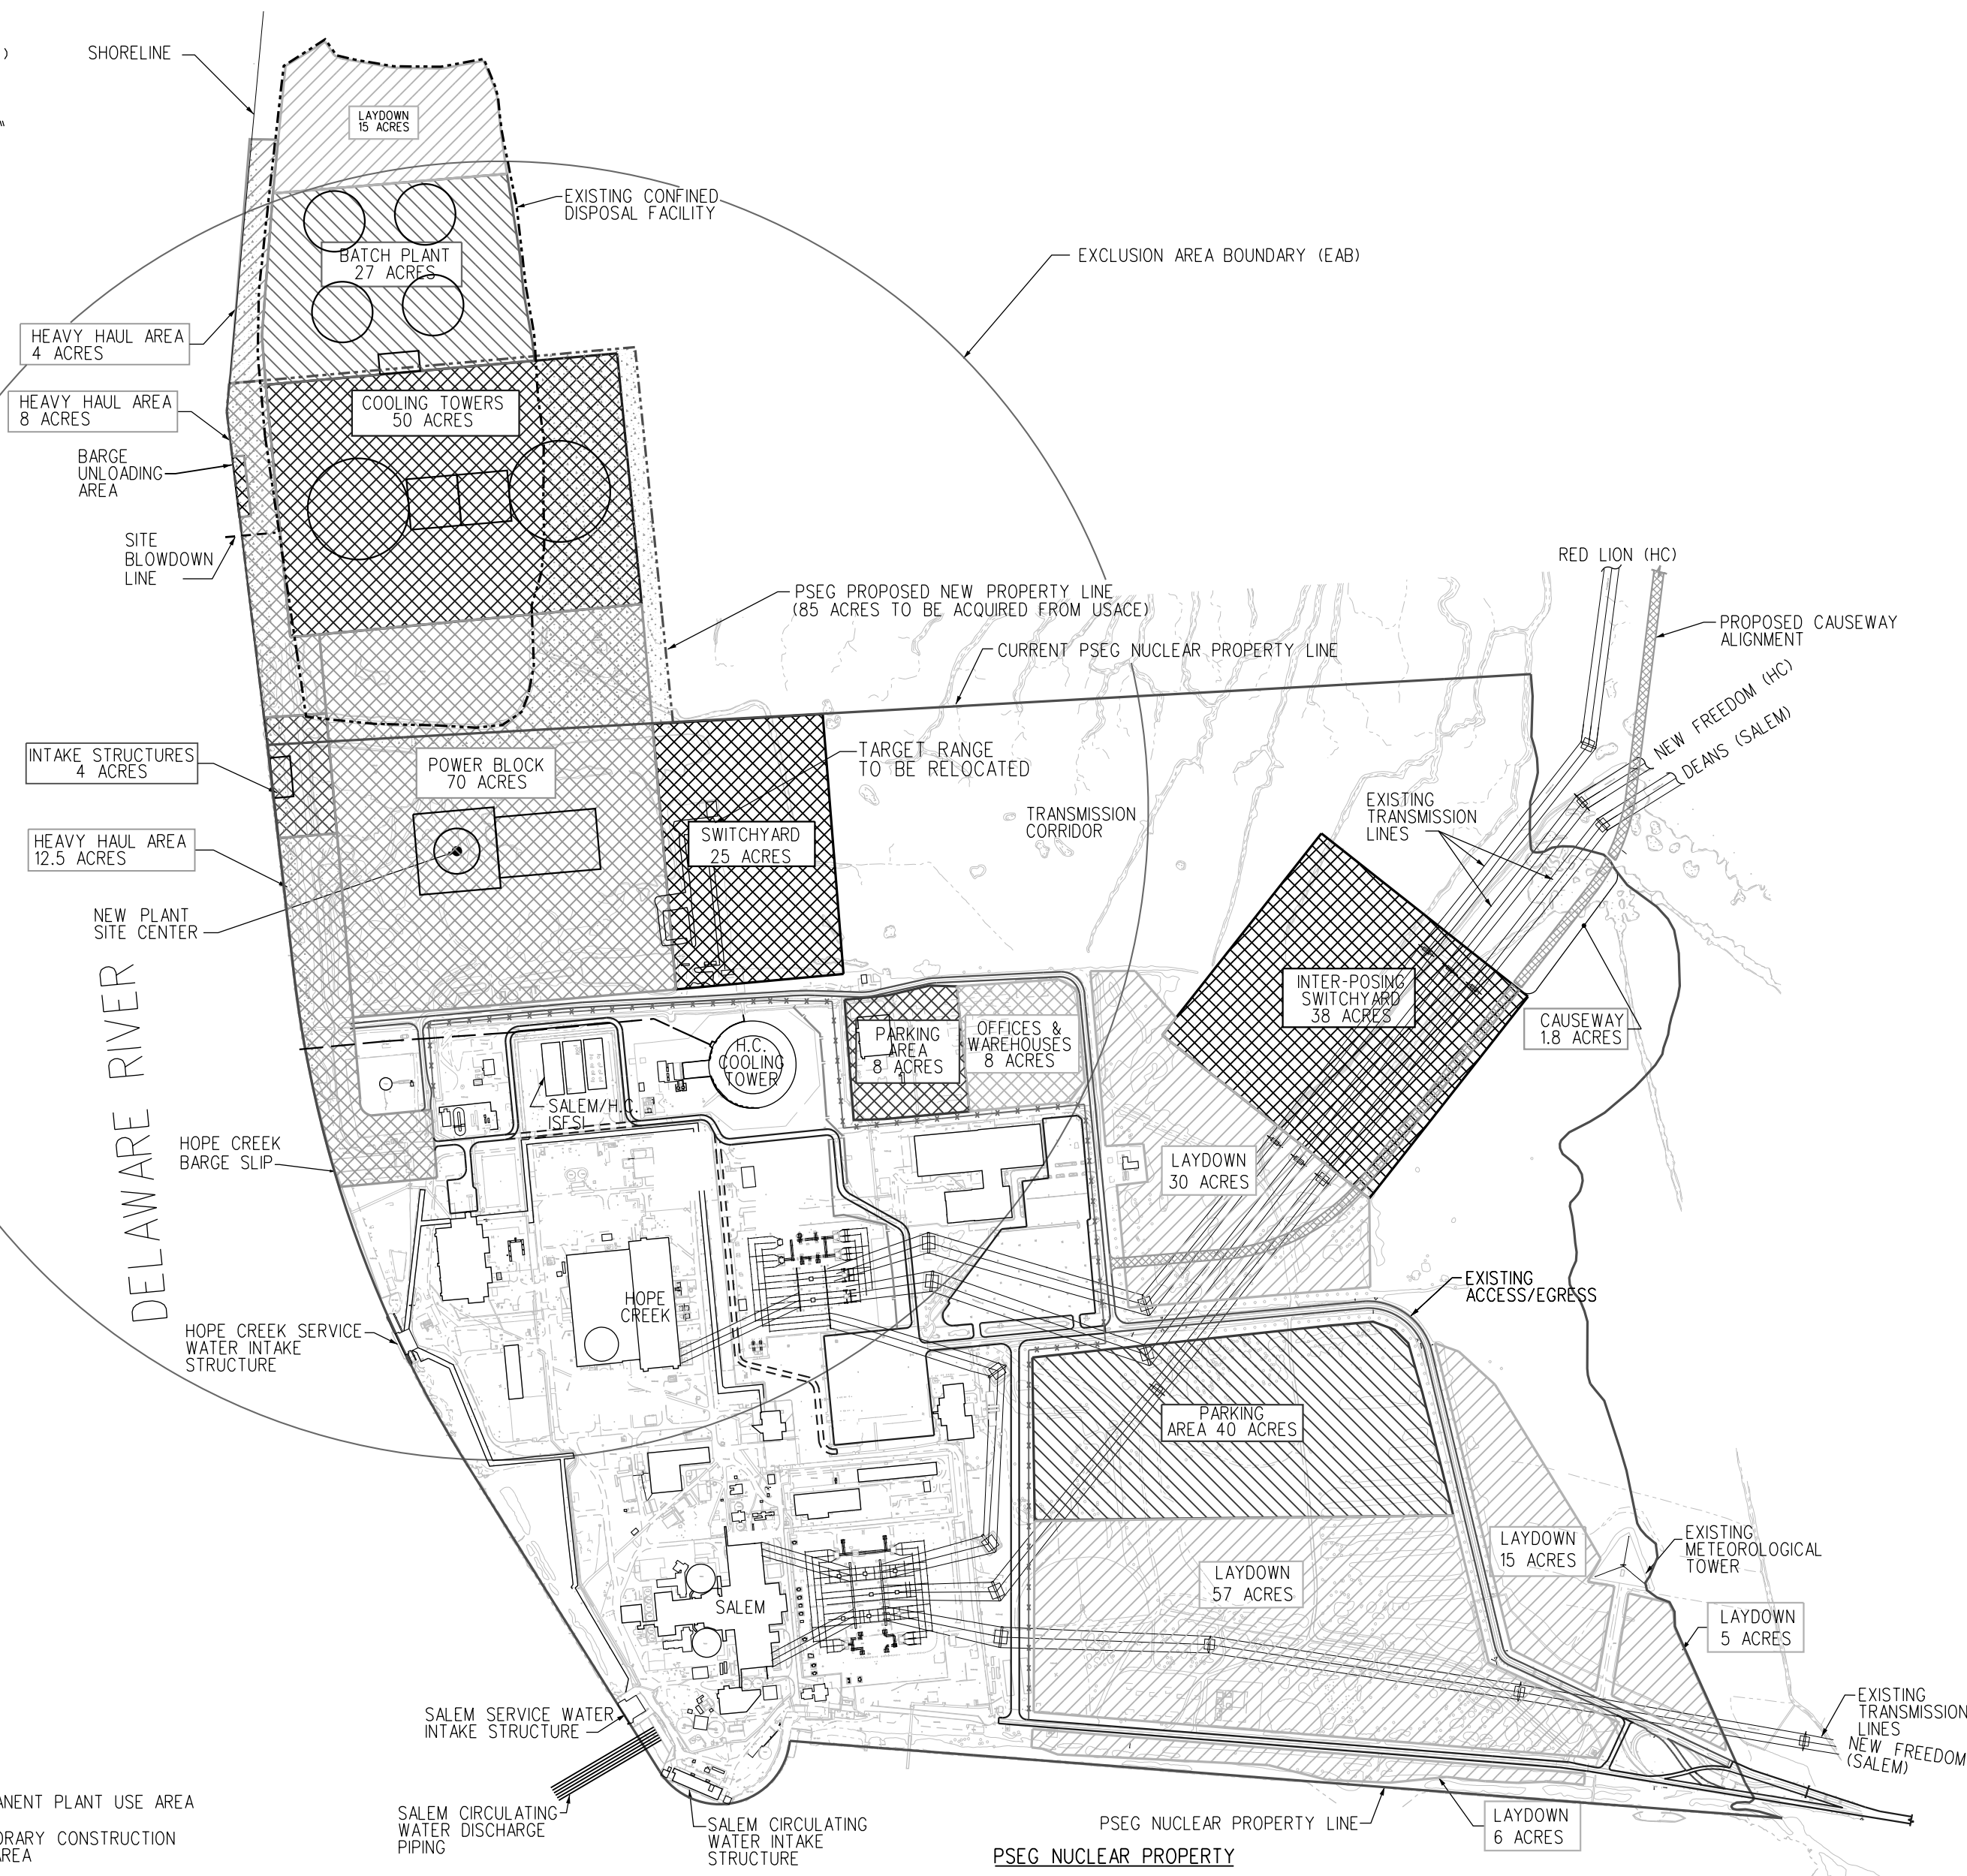 )
SHORELINE
LAYDOWN
15 ACRES
EXISTING CONFINED
DISPOSAL FACILITY
BATCH PLANT
27 ACRES
EXCLUSION AREA BOUNDARY (EAB)
HEAVY HAUL AREA
4 ACRES
HEAVY HAUL AREA
8 ACRES
COOLING TOWERS
50 ACRES
BARGE
UNLOADING
AREA
SITE
BLOWDOWN
LINE
RED LION (HC)
PSEG PROPOSED NEW PROPERTY LINE
(85 ACRES TO BE ACQUIRED FROM USACE)
PROPOSED CAUSEWAY
ALIGNMENT
CURRENT PSEG NUCLEAR PROPERTY LINE
NEW FREEDOM (HC)
DEANS (SALEM)
INTAKE STRUCTURES
4 ACRES
POWER BLOCK
70 ACRES
TARGET RANGE
TO BE RELOCATED
EXISTING
TRANSMISSION
LINES
TRANSMISSION
CORRIDOR
HEAVY HAUL AREA
12.5 ACRES
SWITCHYARD
25 ACRES
NEW PLANT
SITE CENTER
INTER-POSING
SWITCHYARD
38 ACRES
CAUSEWAY
1.8 ACRES
DELAWARE RIVER
H.C.
COOLING
TOWER
PARKING
AREA
8 ACRES
OFFICES &
WAREHOUSES
8 ACRES
SALEM/H.C.
ISFSI
HOPE CREEK
BARGE SLIP
LAYDOWN
30 ACRES
EXISTING
ACCESS/EGRESS
HOPE
CREEK
HOPE CREEK SERVICE
WATER INTAKE
STRUCTURE
PARKING
AREA 40 ACRES
LAYDOWN
15 ACRES
EXISTING
METEOROLOGICAL
TOWER
LAYDOWN
57 ACRES
SALEM
LAYDOWN
5 ACRES
SALEM SERVICE WATER
INTAKE STRUCTURE
EXISTING
TRANSMISSION
LINES
NEW FREEDOM
(SALEM)
ANENT PLANT USE AREA
SALEM CIRCULATING
WATER DISCHARGE
PIPING
SALEM CIRCULATING
WATER INTAKE
STRUCTURE
PSEG NUCLEAR PROPERTY LINE
LAYDOWN
6 ACRES
ORARY CONSTRUCTION
AREA
PSEG NUCLEAR PROPERTY